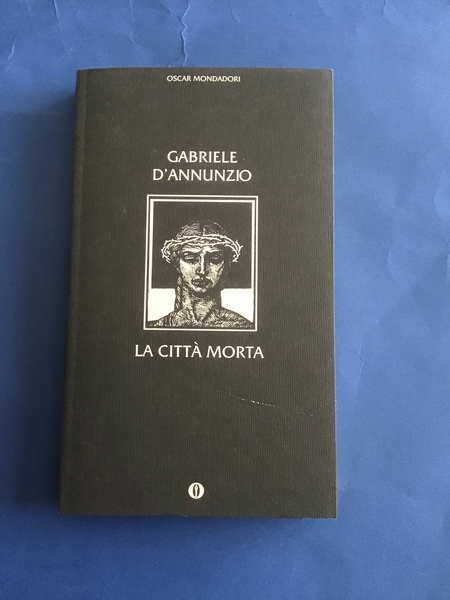 OSCAR MONDADORI
GABRIELE
D'ANNUNZIO
LA CITTÀ MORTA